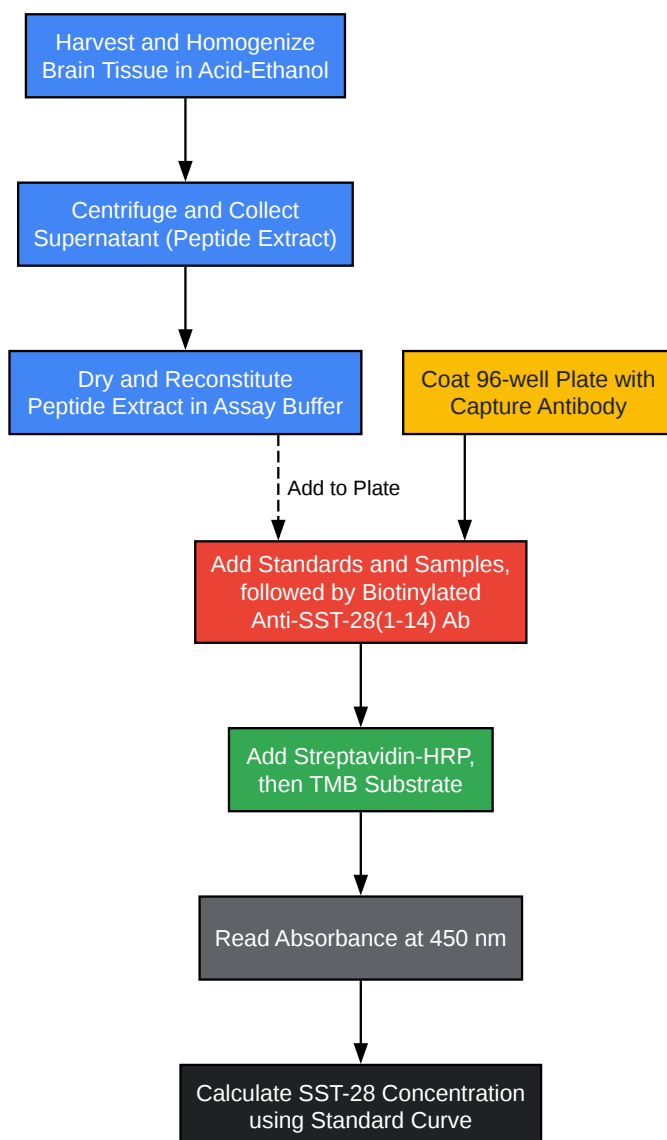 Harvest and Homogenize
Brain Tissue in Acid-Ethanol
Centrifuge and Collect
Supernatant (Peptide Extract)
Dry and Reconstitute
Peptide Extract in Assay Buffer
Coat 96-well Plate with
Capture Antibody
Add to Plate
Add Standards and Samples,
followed by Biotinylated
Anti-SST-28(1-14) Ab
Add Streptavidin-HRP,
then TMB Substrate
Read Absorbance at 450 nm
Calculate SST-28 Concentration
using Standard Curve